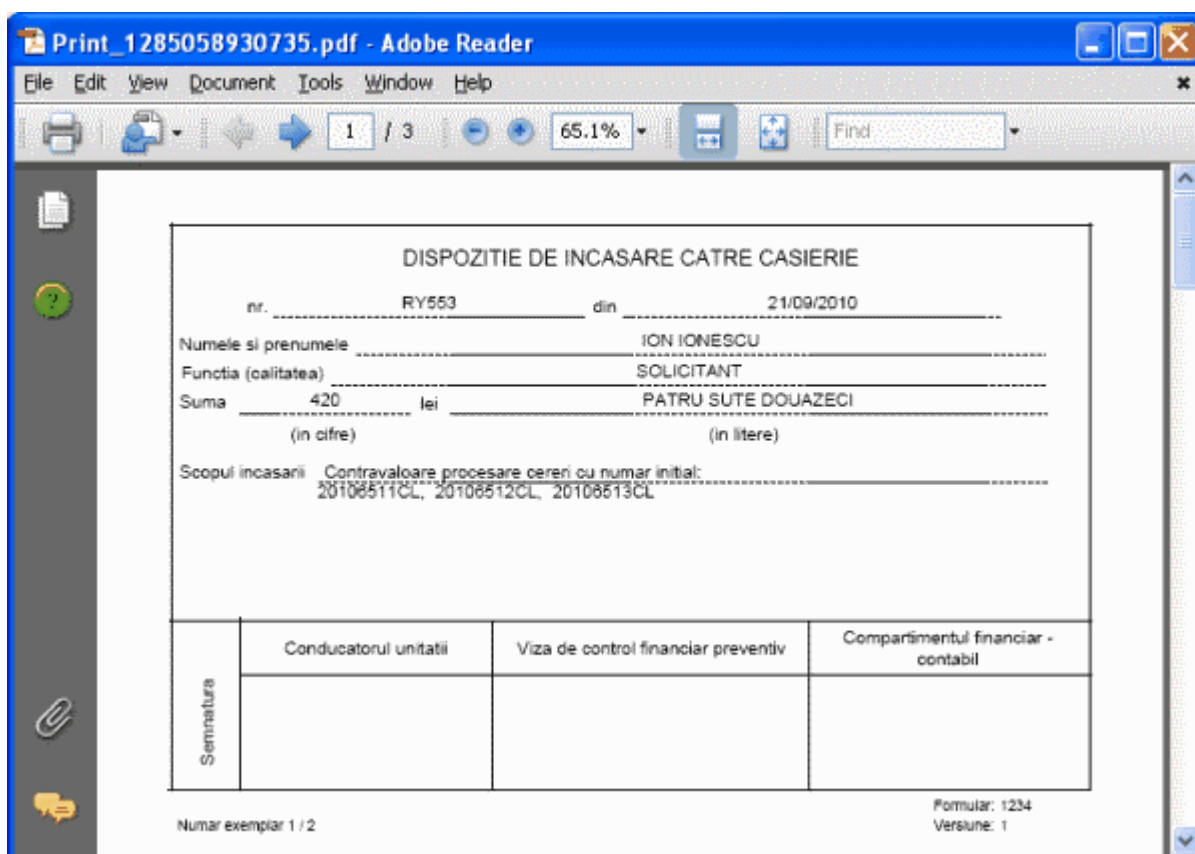 Print_1285058930735.pdf - Adobe Reader
File Edit View Document Tools Window Help
1 / 3 65.1% Find
DISPOZITIE DE INCASARE CATRE CASIERIE
nr. RY553 din 21/09/2010
Numele si prenumele ION IONESCU
Functia (calitatea) SOLICITANT
Suma 420 lei PATRU SUTE DOUAZECI
(in cifre) (in litere)
Scopul incasarii Contravaloare procesare cereri cu numar initial:
20106511CL, 20106512CL, 20106513CL
Semnatura
Conducatorul unitatii Viza de control financiar preventiv Compartimentul financiar -
contabil
Numar exemplar 1 / 2 Formular: 1234
Versiune: 1